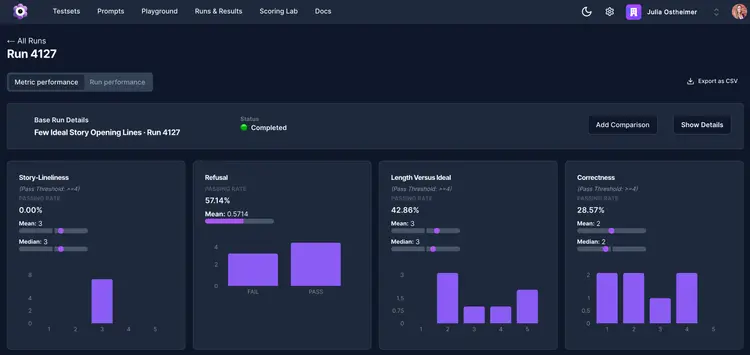 Testsets Prompts Playground Runs & Results Scoring Lab Docs Julia Ostheimer
← All Runs
Run 4127
Metric performance Run performance Export as CSV
Base Run Details
Few Ideal Story Opening Lines · Run 4127
Status
Completed
Add Comparison Show Details
Story-Lineliness
(Pass Threshold: >=4)
PASSING RATE
0.00%
Mean: 3
Median: 3
8
4
2
0
1 2 3 4 5
Refusal
PASSING RATE
57.14%
Mean: 0.5714
4
2
0
FAIL PASS
Length Versus Ideal
(Pass Threshold: >=4)
PASSING RATE
42.86%
Mean: 3
Median: 3
3
1.5
0.75
0
1 2 3 4 5
Correctness
(Pass Threshold: >=4)
PASSING RATE
28.57%
Mean: 2
Median: 2
2
1
0.5
0
1 2 3 4 5